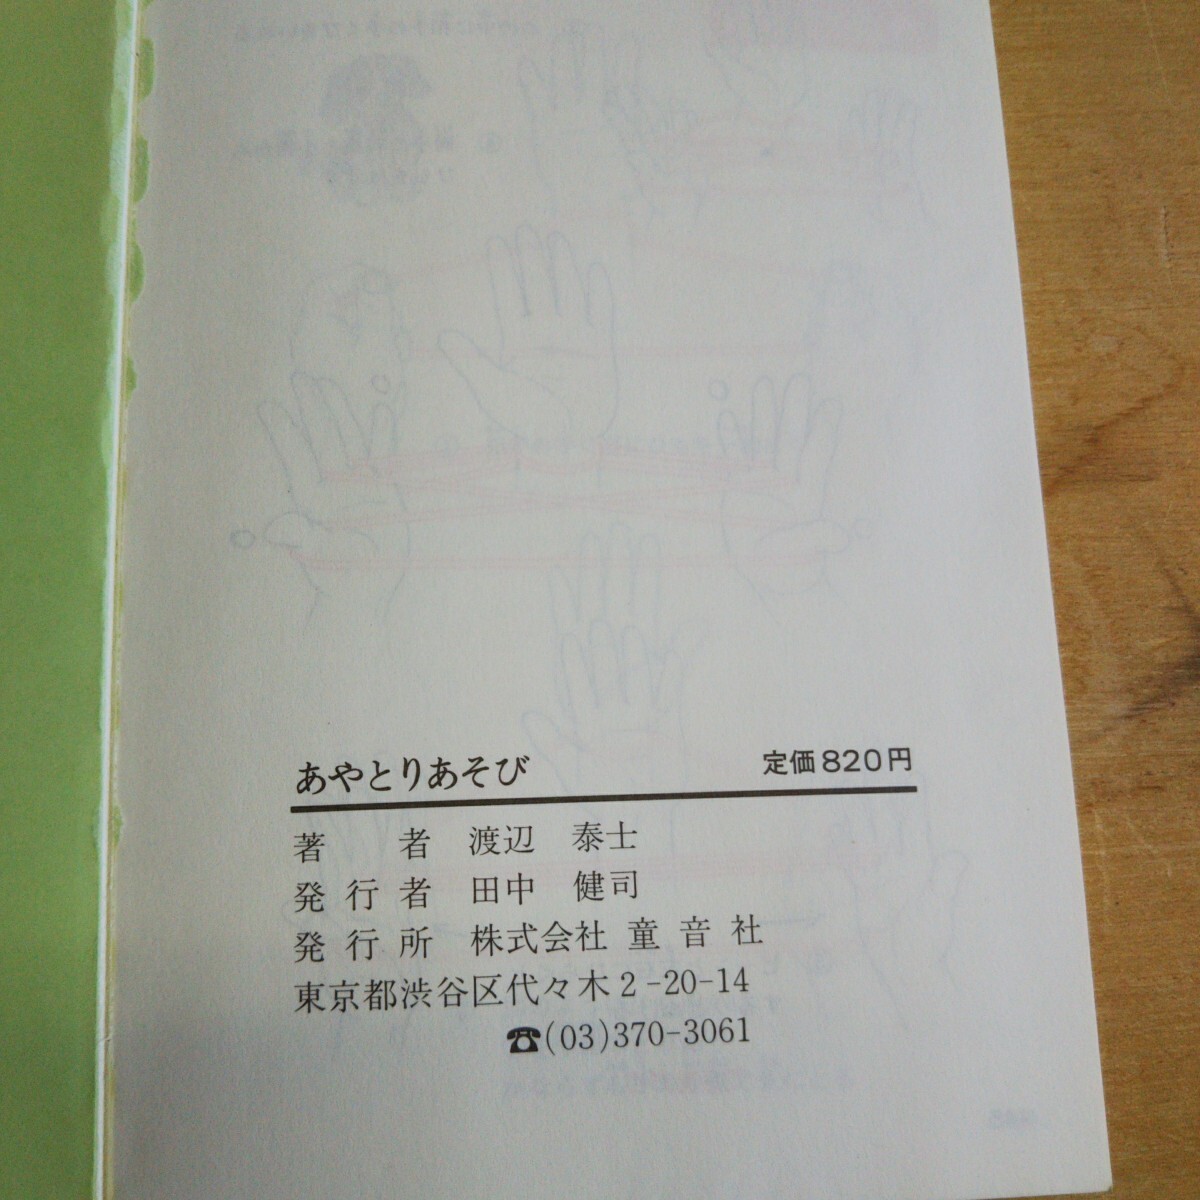 あやとりあそび 定価820円
著者 渡辺 泰士
発行者 田中 健司
発行所 株式会社 童音社
東京都渋谷区代々木2-20-14
☎(03)370-3061